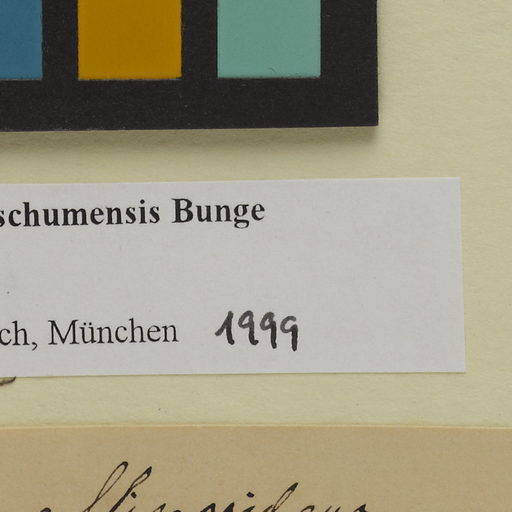 schumensis Bunge
ch, München 1999